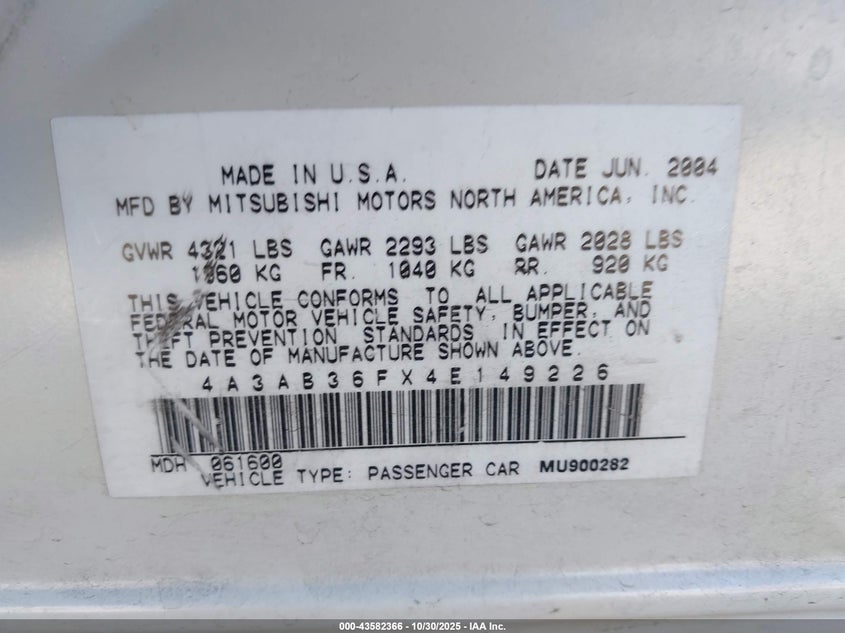 MADE IN U.S.A. DATE JUN. 2004
MFD BY MITSUBISHI MOTORS NORTH AMERICA, INC.
GVWR 4321 LBS GAWR 2293 LBS GAWR 2028 LBS
1960 KG FR. 1040 KG RR. 920 KG
THIS VEHICLE CONFORMS TO ALL APPLICABLE
FEDERAL MOTOR VEHICLE SAFETY, BUMPER, AND
THEFT PREVENTION STANDARDS IN EFFECT ON
THE DATE OF MANUFACTURE SHOWN ABOVE.
4A3AB36FX4E149226
MDH 061600
VEHICLE TYPE: PASSENGER CAR MU900282
000-43582366 • 10/30/2025 • IAA Inc.